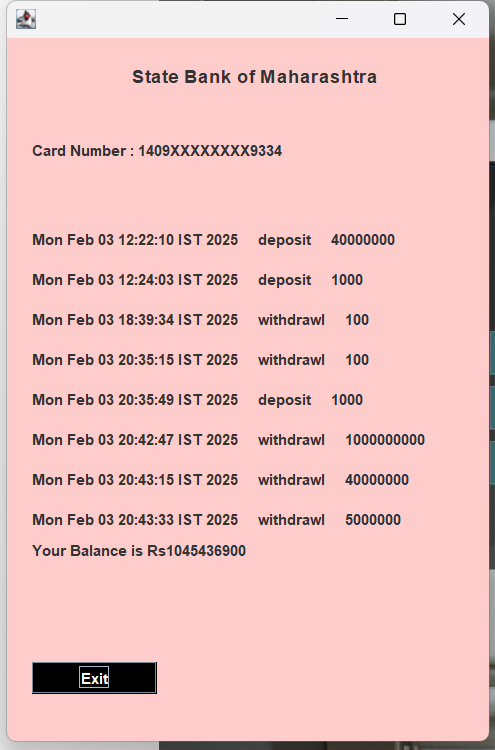 State Bank of Maharashtra
Card Number : 1409XXXXXXXX9334
Mon Feb 03 12:22:10 IST 2025 deposit 40000000
Mon Feb 03 12:24:03 IST 2025 deposit 1000
Mon Feb 03 18:39:34 IST 2025 withdrawl 100
Mon Feb 03 20:35:15 IST 2025 withdrawl 100
Mon Feb 03 20:35:49 IST 2025 deposit 1000
Mon Feb 03 20:42:47 IST 2025 withdrawl 1000000000
Mon Feb 03 20:43:15 IST 2025 withdrawl 40000000
Mon Feb 03 20:43:33 IST 2025 withdrawl 5000000
Your Balance is Rs1045436900
Exit